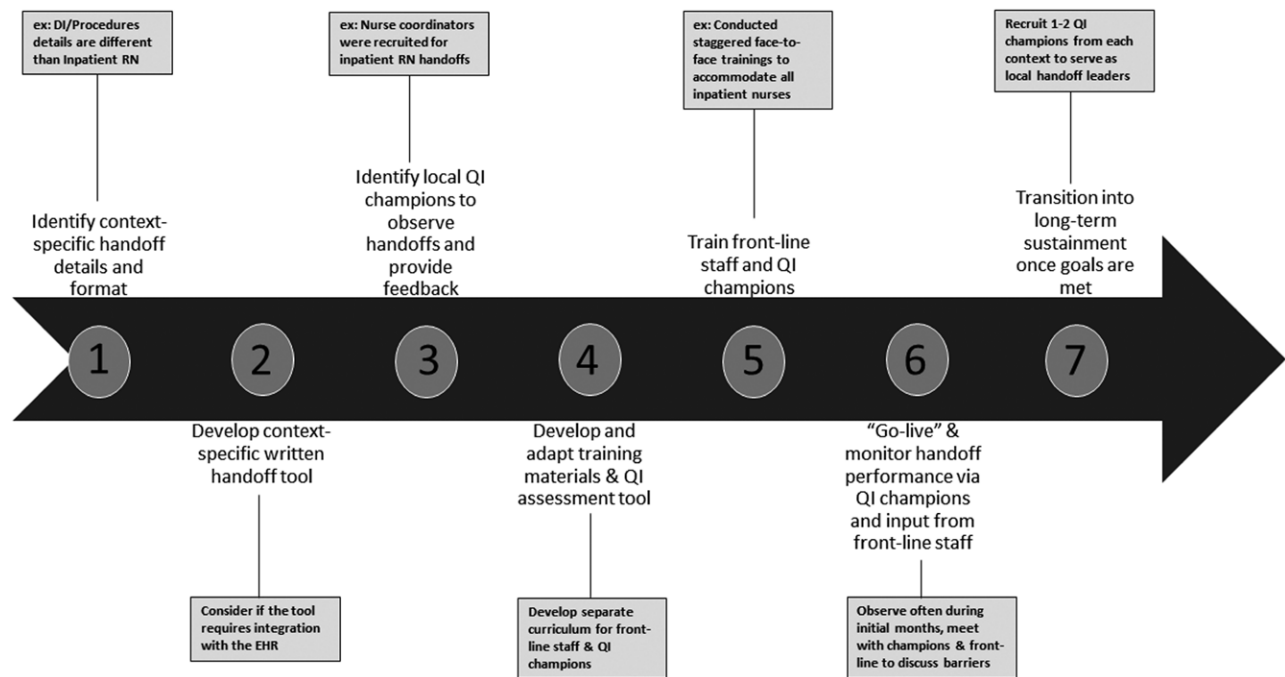 ex: DI/Procedures
details are different
than Inpatient RN
ex: Nurse coordinators
were recruited for
inpatient RN handoffs
ex: Conducted
staggered face-to-
face trainings to
accommodate all
inpatient nurses
Recruit 1-2 QI
champions from each
context to serve as
local handoff leaders
Identify context-
specific handoff
details and
format
Identify local QI
champions to
observe
handoffs and
provide
feedback
Train front-line
staff and QI
champions
Transition into
long-term
sustainment
once goals are
met
1
2
3
4
5
6
7
Develop context-
specific written
handoff tool
Develop and
adapt training
materials & QI
assessment tool
“Go-live” &
monitor handoff
performance via
QI champions
and input from
front-line staff
Consider if the tool
requires integration
with the EHR
Develop separate
curriculum for front-
line staff & QI
champions
Observe often during
initial months, meet
with champions & front-
line to discuss barriers